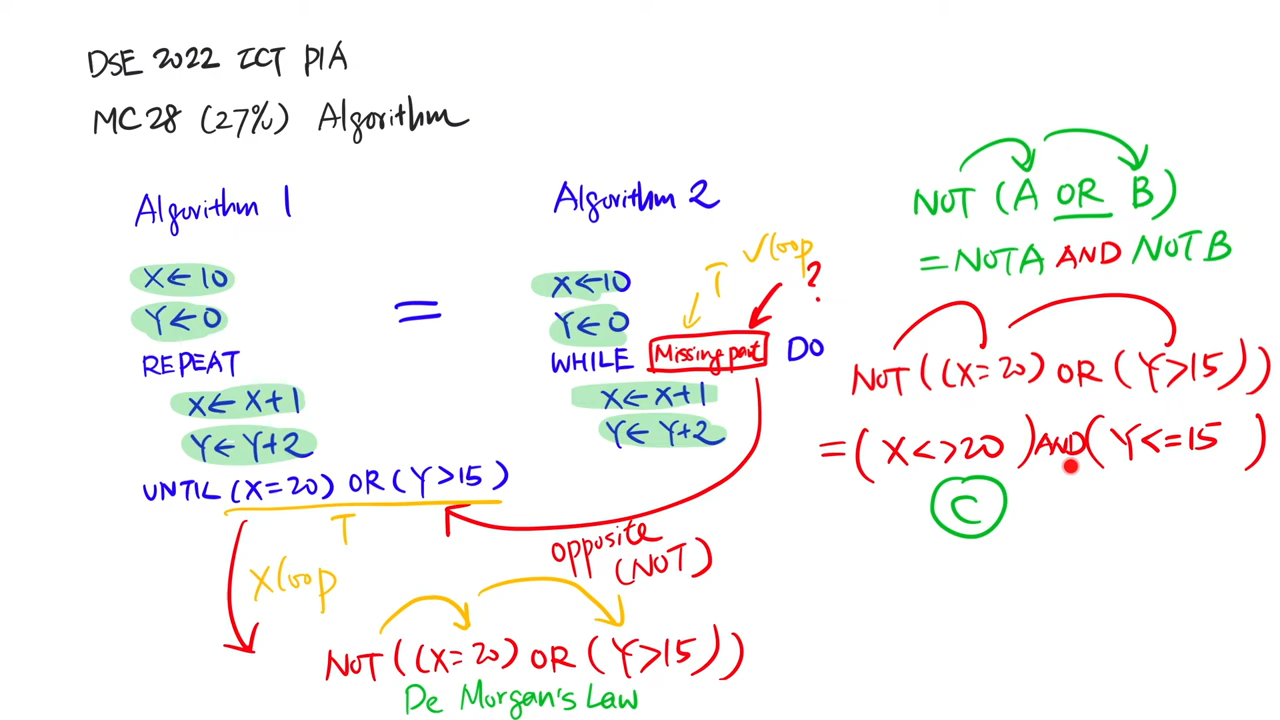 DSE 2022 ICT P1A
MC28 (27%) Algorithm
Algorithm 1
X ← 10
Y ← 0
REPEAT
X ← X+1
Y ← Y+2
UNTIL (X=20) OR (Y>15)
T
X loop
=
Algorithm 2
✓ loop
T
?
X ← 10
Y ← 0
WHILE Missing part DO
X ← X+1
Y ← Y+2
opposite
(NOT)
NOT ((X=20) OR (Y>15))
De Morgan's Law
NOT (A OR B)
= NOT A AND NOT B
NOT ((X=20) OR (Y>15))
= (X<>20) AND (Y<=15)
C